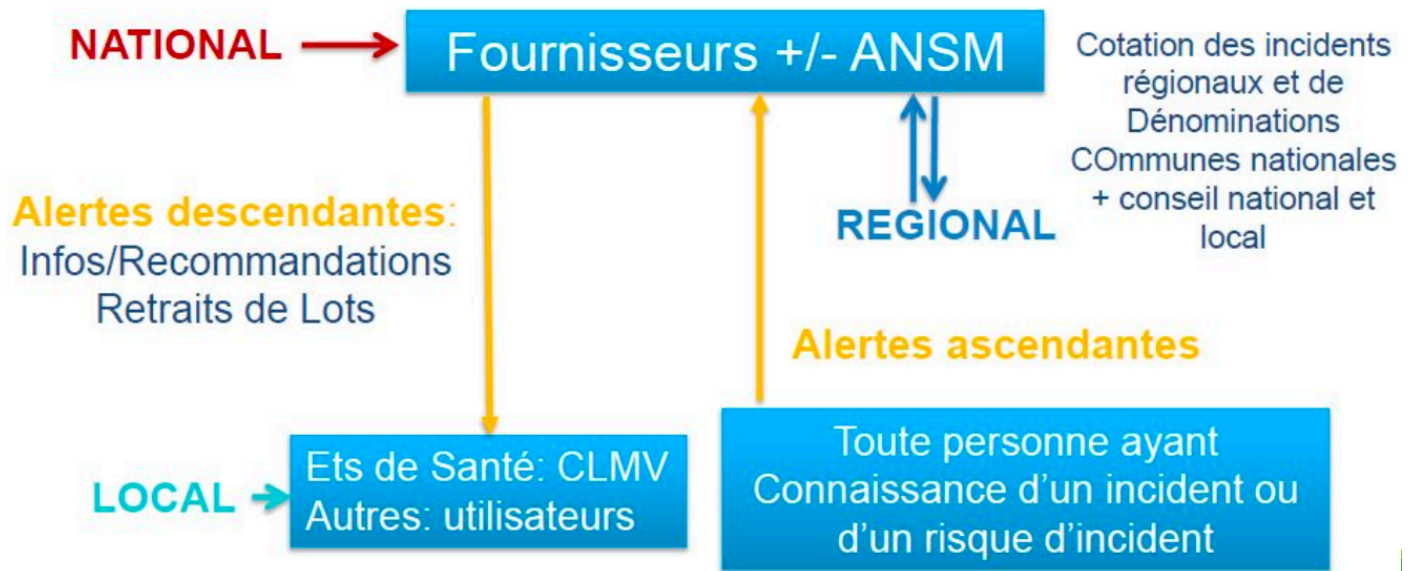 NATIONAL
Fournisseurs +/- ANSM
Cotation des incidents
régionaux et de
Dénominations
COmmunes nationales
+ conseil national et
local
Alertes descendantes:
Infos/Recommandations
Retraits de Lots
REGIONAL
Alertes ascendantes
LOCAL
Ets de Santé: CLMV
Autres: utilisateurs
Toute personne ayant
Connaissance d'un incident ou
d'un risque d'incident